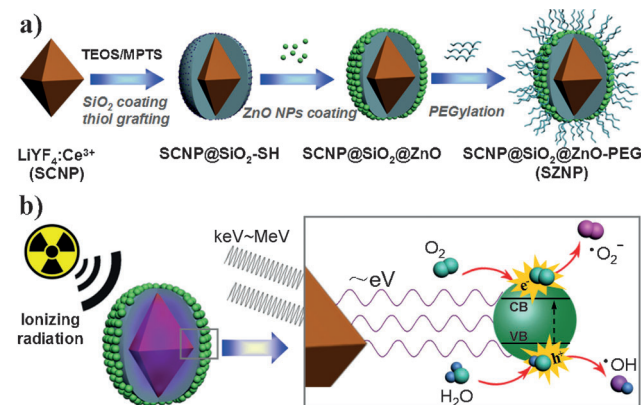 a)
TEOS/MPTS
SiO₂ coating
thiol grafting
ZnO NPs coating
PEGylation
LiYF₄:Ce³⁺
(SCNP)
SCNP@SiO₂-SH
SCNP@SiO₂@ZnO
SCNP@SiO₂@ZnO-PEG
(SZNP)
b)
Ionizing
radiation
keV~MeV
~eV
O₂
e⁻
·O₂⁻
CB
VB
h⁺
H₂O
·OH